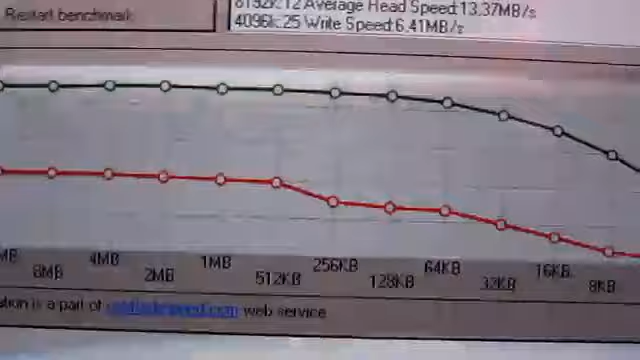 Restart benchmark
8192k:12 Average Read Speed:13,37MB/s
4096k:25 Write Speed:6,41MB/s
8MB
4MB
2MB
1MB
512KB
256KB
128KB
64KB
32KB
16KB
8KB
is a part of
web service